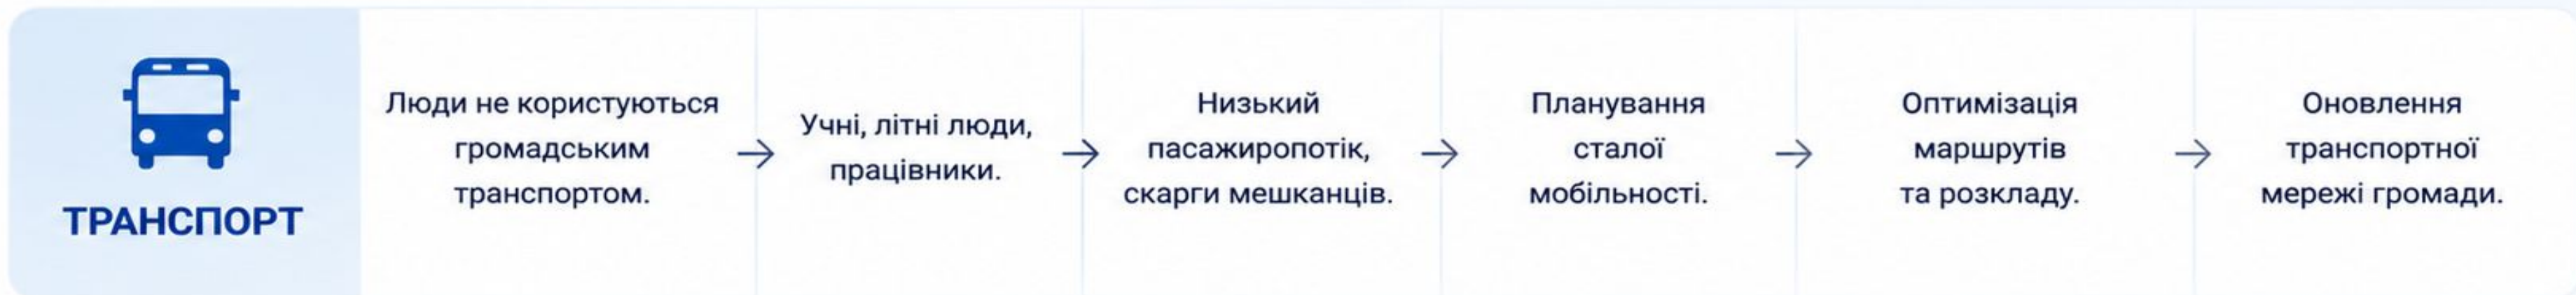 ТРАНСПОРТ
Люди не користуються
громадським
транспортом.
Учні, літні люди,
працівники.
Низький
пасажиропотік,
скарги мешканців.
Планування
сталої
мобільності.
Оптимізація
маршрутів
та розкладу.
Оновлення
транспортної
мережі громади.